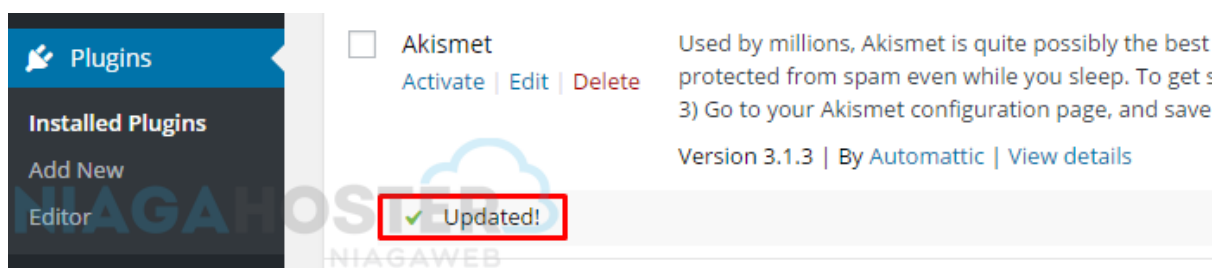 Plugins
Installed Plugins
Add New
Editor
Akismet
Activate | Edit | Delete
Used by millions, Akismet is quite possibly the best
protected from spam even while you sleep. To get s
3) Go to your Akismet configuration page, and save
Version 3.1.3 | By Automattic | View details
Updated!
NIAGAHOSTER
NIAGAWEB